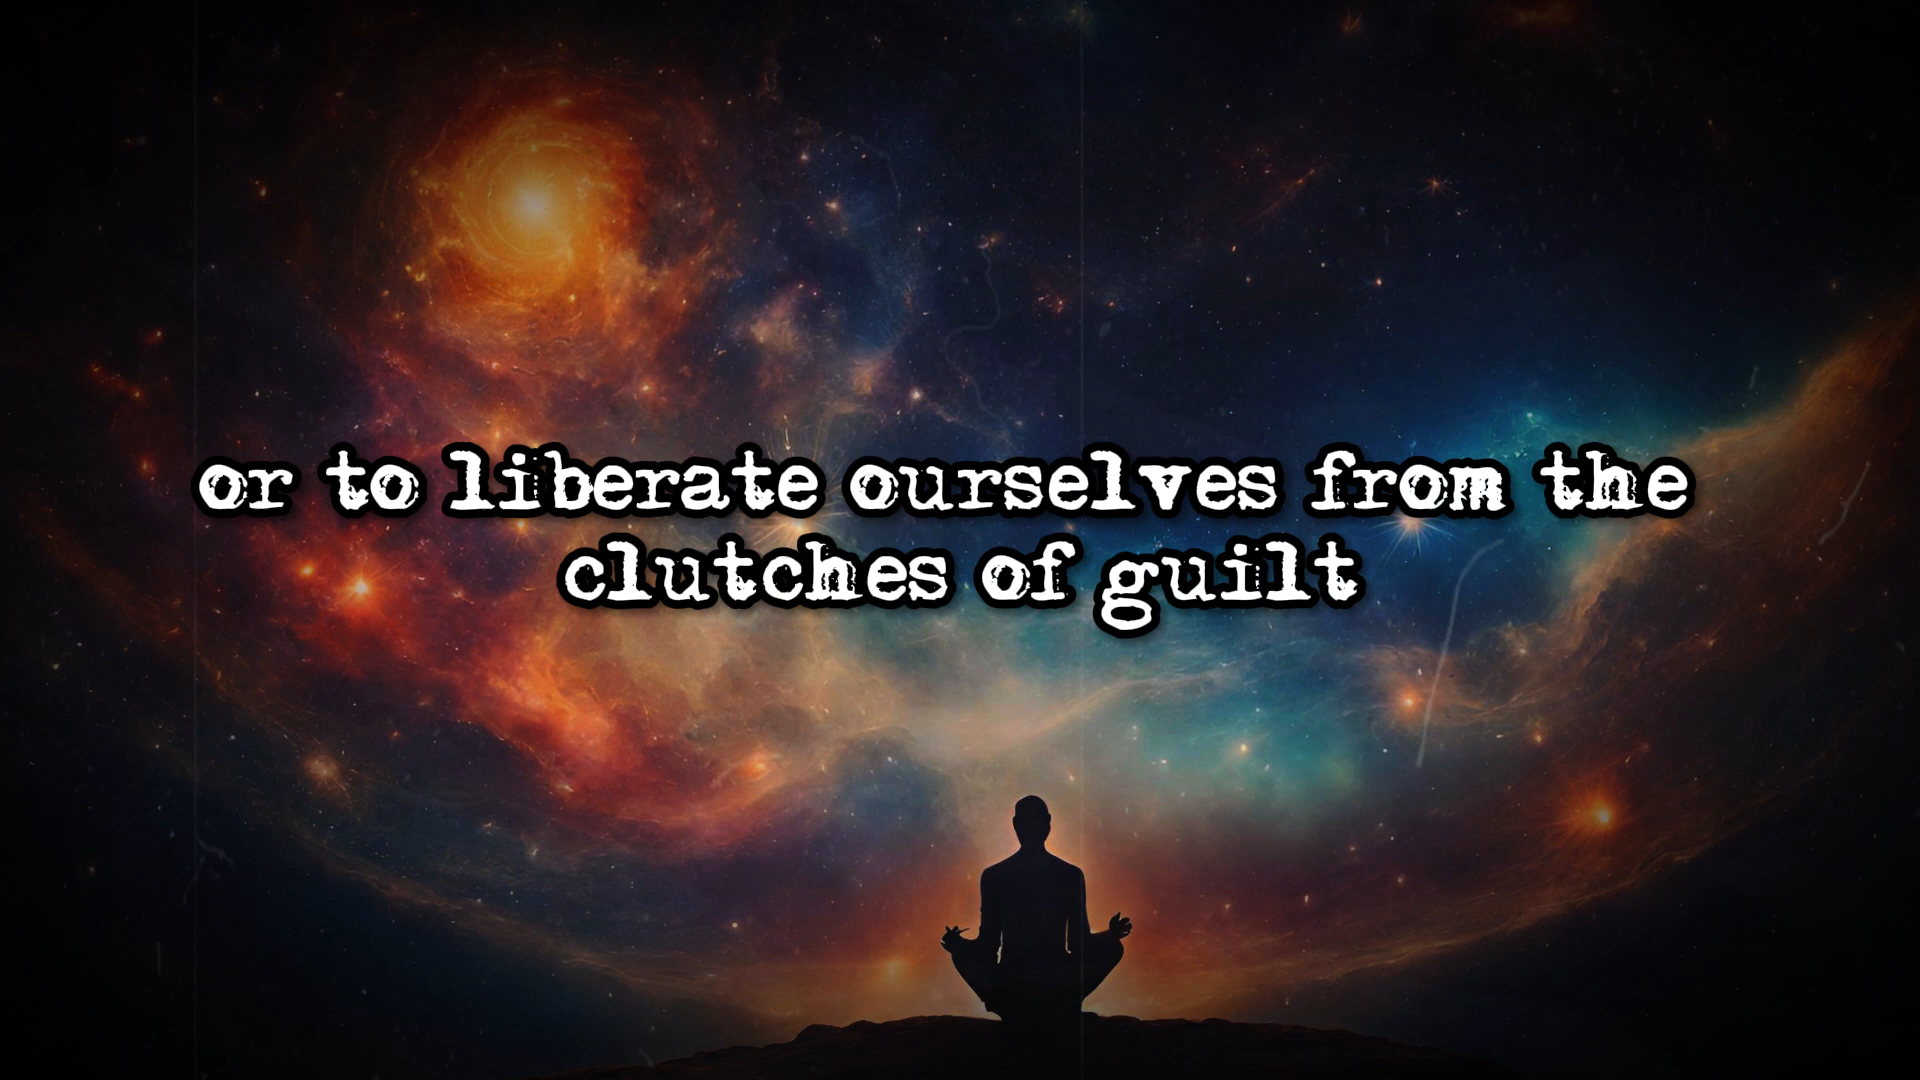 or to liberate ourselves from the
clutches of guilt